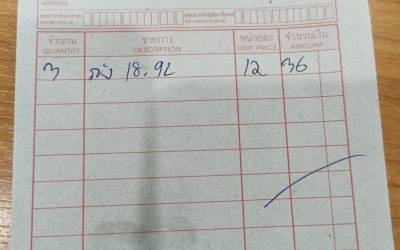 ADDRESS
จำนวน รายการ หน่วยละ จำนวนเงิน
QUANTITY DESCRIPTION UNIT PRICE AMOUNT
3 ถัง 18.9L 12 36